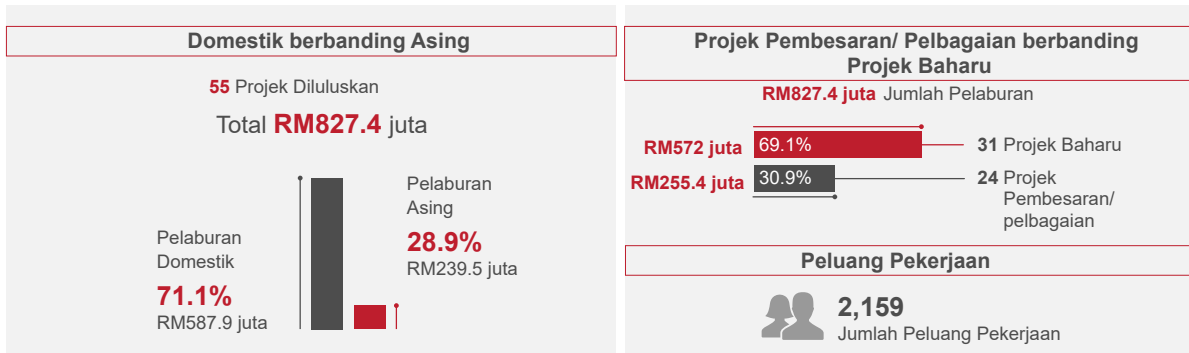 Domestik berbanding Asing
55 Projek Diluluskan
Total RM827.4 juta
Pelaburan
Domestik
71.1%
RM587.9 juta
Pelaburan
Asing
28.9%
RM239.5 juta
Projek Pembesaran/ Pelbagaian berbanding
Projek Baharu
RM827.4 juta Jumlah Pelaburan
RM572 juta 69.1% 31 Projek Baharu
RM255.4 juta 30.9% 24 Projek
Pembesaran/
pelbagaian
Peluang Pekerjaan
2,159
Jumlah Peluang Pekerjaan